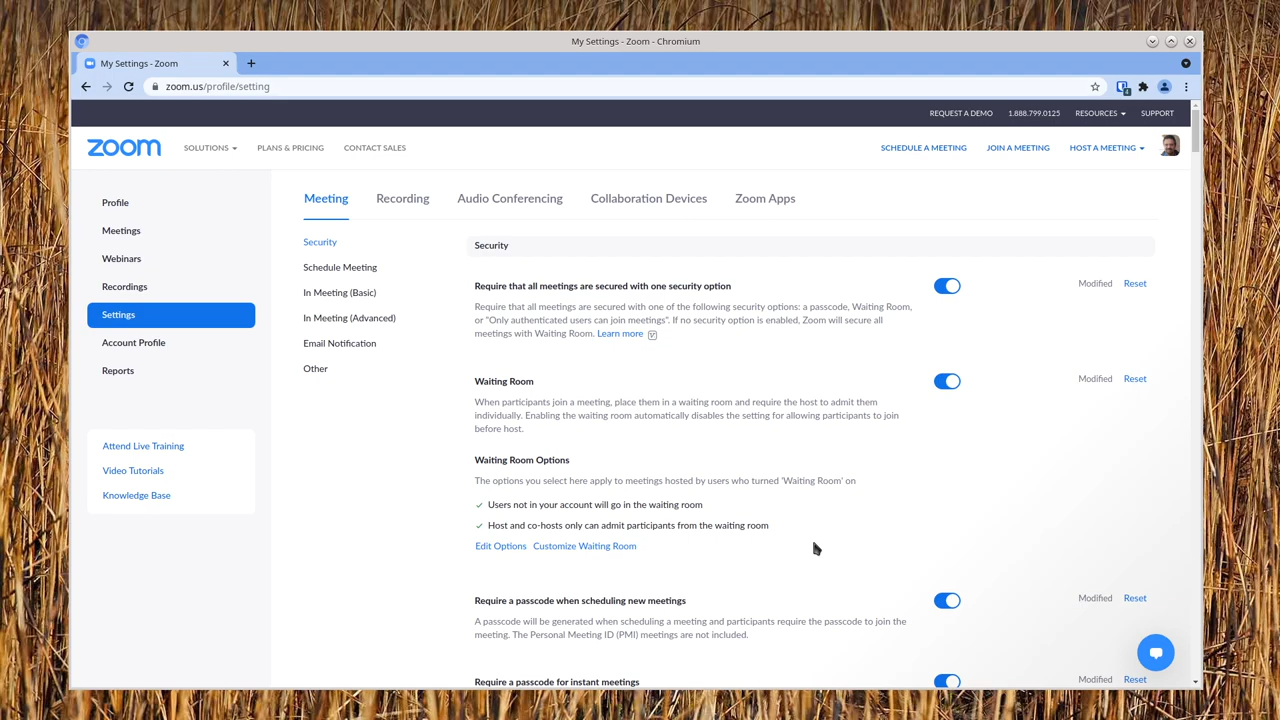 My Settings - Zoom - Chromium
My Settings - Zoom
zoom.us/profile/setting
REQUEST A DEMO 1.888.799.0125 RESOURCES SUPPORT
zoom SOLUTIONS PLANS & PRICING CONTACT SALES SCHEDULE A MEETING JOIN A MEETING HOST A MEETING
Profile
Meetings
Webinars
Recordings
Settings
Account Profile
Reports
Attend Live Training
Video Tutorials
Knowledge Base
Meeting Recording Audio Conferencing Collaboration Devices Zoom Apps
Security
Schedule Meeting
In Meeting (Basic)
In Meeting (Advanced)
Email Notification
Other
Security
Require that all meetings are secured with one security option Modified Reset
Require that all meetings are secured with one of the following security options: a passcode, Waiting Room,
or "Only authenticated users can join meetings". If no security option is enabled, Zoom will secure all
meetings with Waiting Room. Learn more
Waiting Room Modified Reset
When participants join a meeting, place them in a waiting room and require the host to admit them
individually. Enabling the waiting room automatically disables the setting for allowing participants to join
before host.
Waiting Room Options
The options you select here apply to meetings hosted by users who turned 'Waiting Room' on
Users not in your account will go in the waiting room
Host and co-hosts only can admit participants from the waiting room
Edit Options Customize Waiting Room
Require a passcode when scheduling new meetings Modified Reset
A passcode will be generated when scheduling a meeting and participants require the passcode to join the
meeting. The Personal Meeting ID (PMI) meetings are not included.
Require a passcode for instant meetings Modified Reset